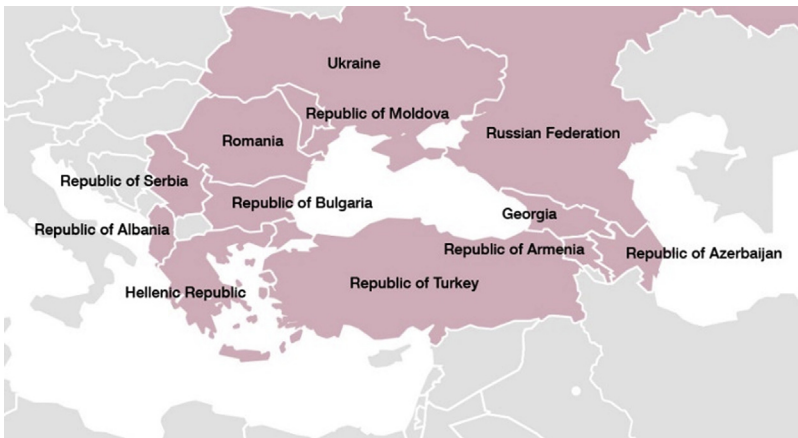 Ukraine
Republic of Moldova
Romania
Russian Federation
Republic of Serbia
Republic of Bulgaria
Georgia
Republic of Albania
Republic of Armenia
Republic of Azerbaijan
Republic of Turkey
Hellenic Republic